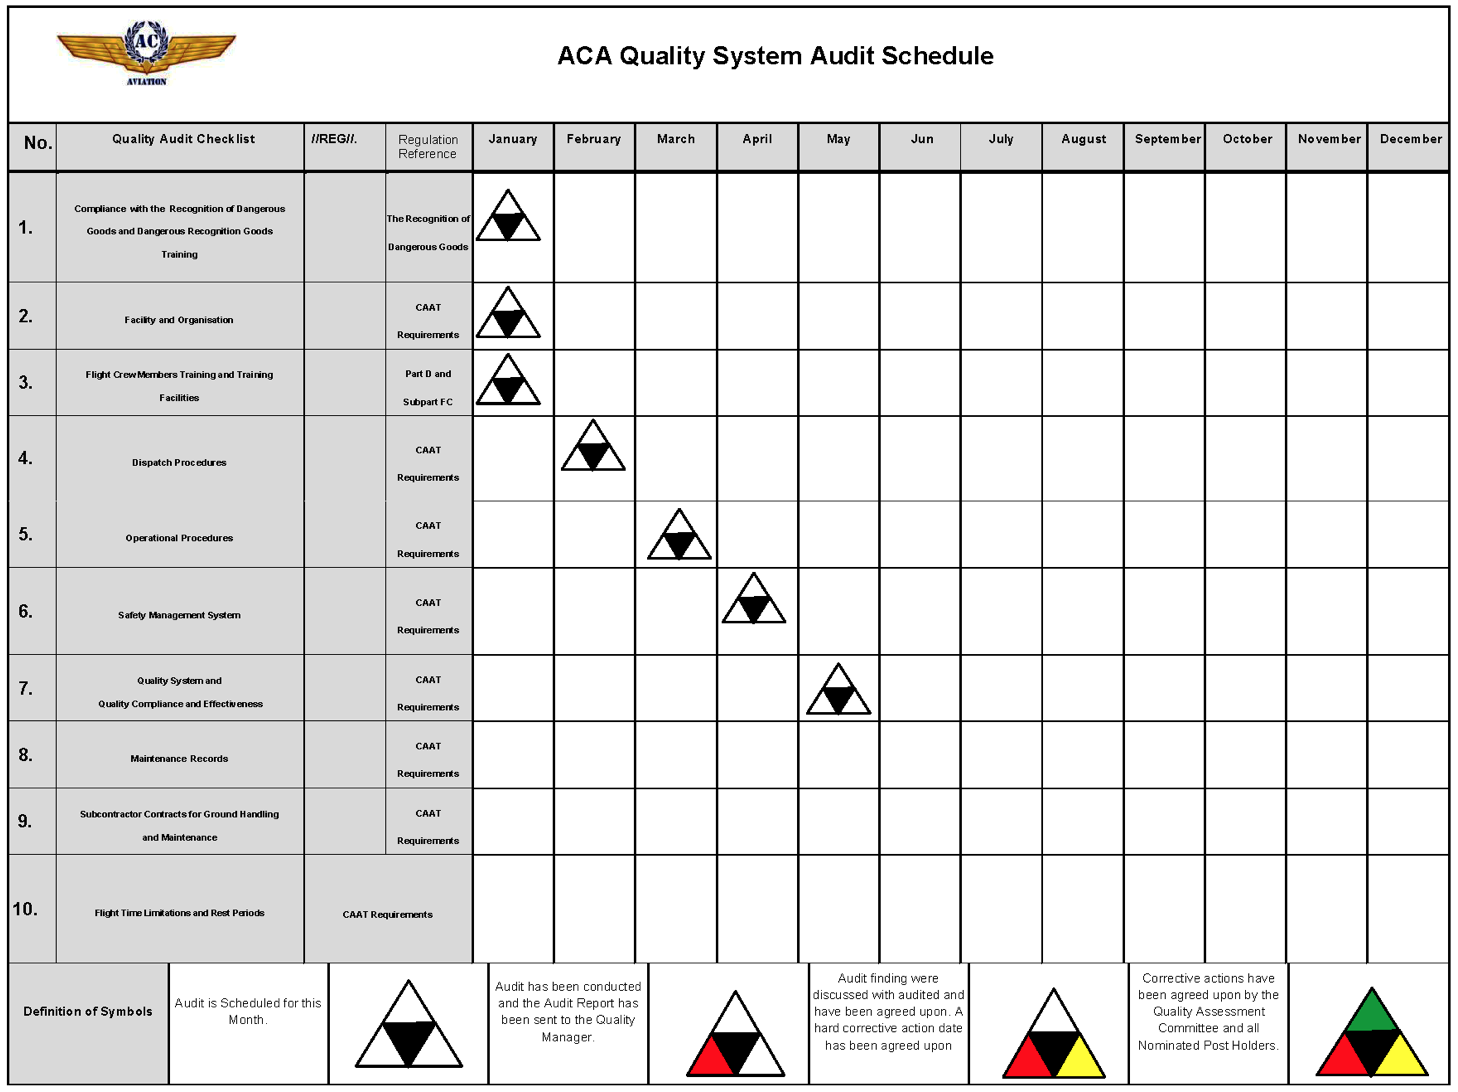 AC
AVIATION
ACA Quality System Audit Schedule
No.
Quality Audit Checklist
//REG//.
Regulation
Reference
January
February
March
April
May
Jun
July
August
September
October
November
December
1.
Compliance with the Recognition of Dangerous
Goods and Dangerous Recognition Goods
Training
The Recognition of
Dangerous Goods
2.
Facility and Organisation
CAAT
Requirements
3.
Flight Crew Members Training and Training
Facilities
Part D and
Subpart FC
4.
Dispatch Procedures
CAAT
Requirements
5.
Operational Procedures
CAAT
Requirements
6.
Safety Management System
CAAT
Requirements
7.
Quality System and
Quality Compliance and Effectiveness
CAAT
Requirements
8.
Maintenance Records
CAAT
Requirements
9.
Subcontractor Contracts for Ground Handling
and Maintenance
CAAT
Requirements
10.
Flight Time Limitations and Rest Periods
CAAT Requirements
Definition of Symbols
Audit is Scheduled for this
Month.
Audit has been conducted
and the Audit Report has
been sent to the Quality
Manager.
Audit finding were
discussed with audited and
have been agreed upon. A
hard corrective action date
has been agreed upon
Corrective actions have
been agreed upon by the
Quality Assessment
Committee and all
Nominated Post Holders.